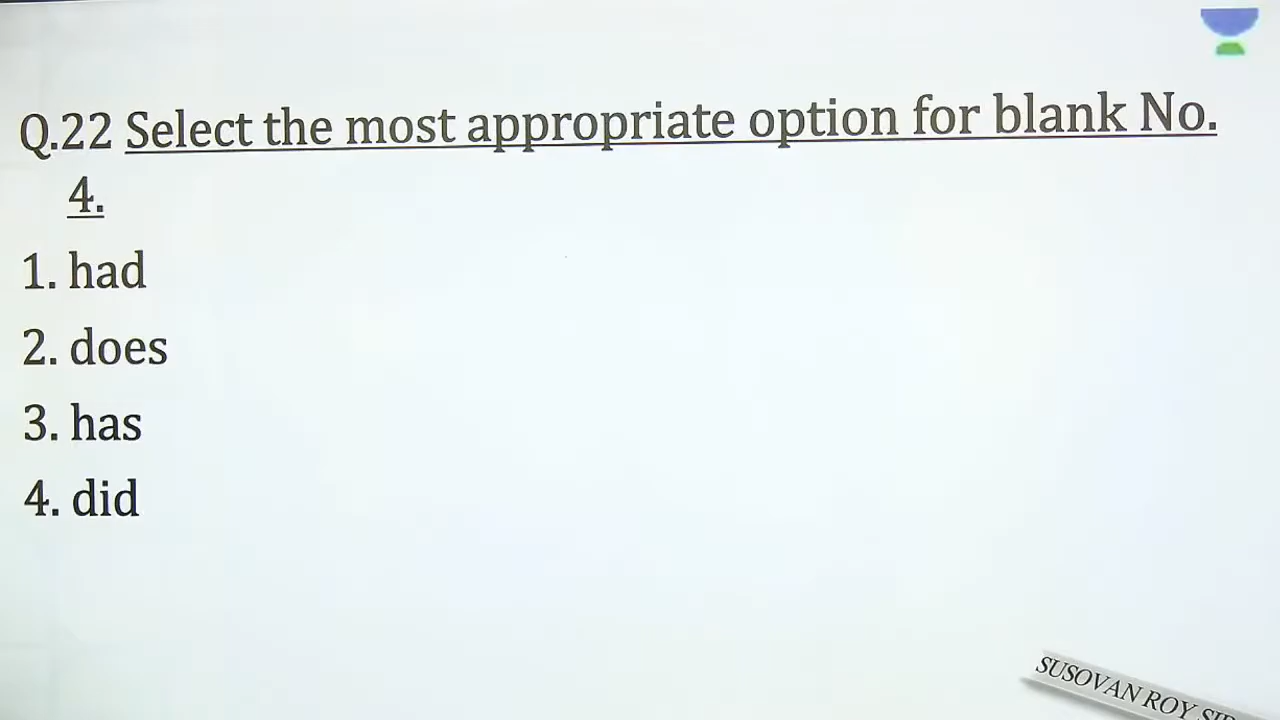 Q.22 Select the most appropriate option for blank No.
4.
1. had
2. does
3. has
4. did
SUSOVAN ROY SIR